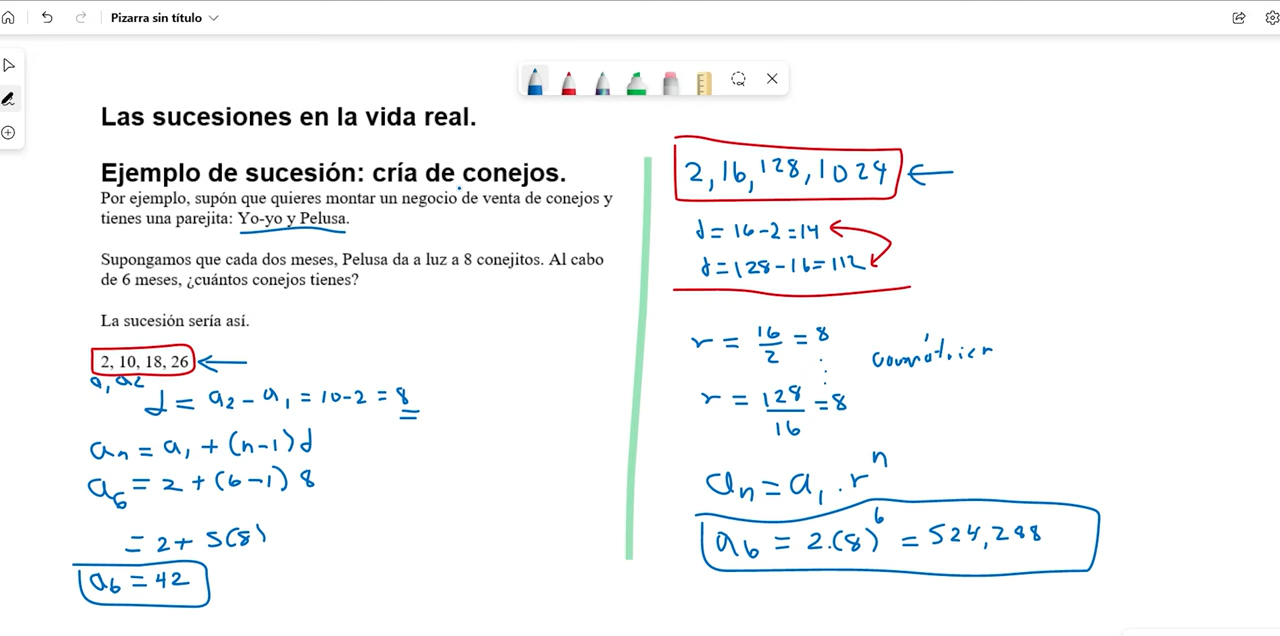 Pizarra sin título
Las sucesiones en la vida real.
Ejemplo de sucesión: cría de conejos.
Por ejemplo, supón que quieres montar un negocio de venta de conejos y
tienes una parejita: Yo-yo y Pelusa.
Supongamos que cada dos meses, Pelusa da a luz a 8 conejitos. Al cabo
de 6 meses, ¿cuántos conejos tienes?
La sucesión sería así.
2, 10, 18, 26
a₁ a₂
d = a₂ - a₁ = 10-2 = 8
aₙ = a₁ + (n-1)d
a₆ = 2 + (6-1) 8
= 2 + 5(8)
a₆ = 42
2, 16, 128, 1024
d = 16-2 = 14
d = 128-16 = 112
r = 16/2 = 8
r = 128/16 = 8
aₙ = a₁ . rⁿ
a₆ = 2.(8)⁶ = 524,288